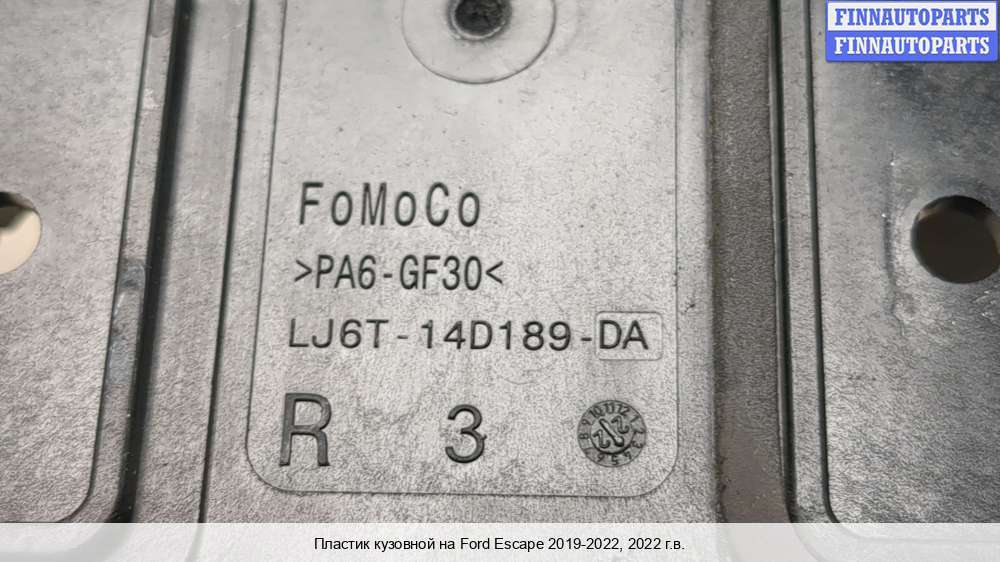 FINNAUTOPARTS
FINNAUTOPARTS
FoMoCo
>PA6-GF30<
LJ6T-14D189-DA
R 3
Пластик кузовной на Ford Escape 2019-2022, 2022 г.в.